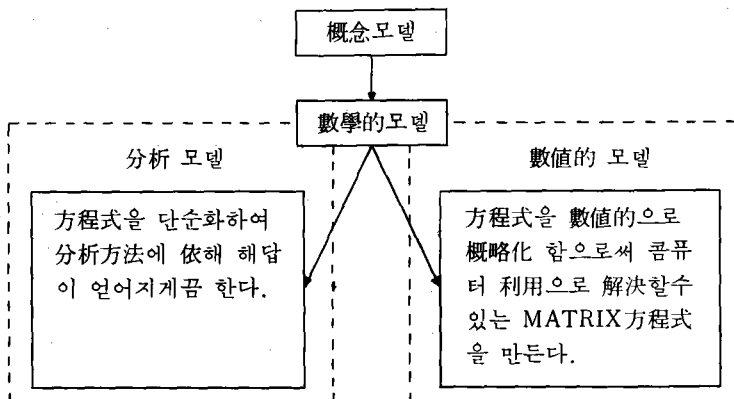 概念모델
數學的모델
分析 모델
方程式을 단순화하여
分析方法에 依해 해답
이 얻어지게끔 한다.
數値的 모델
方程式을 數値的으로
概略化 함으로써 콤퓨
터 利用으로 解決할수
있는 MATRIX方程式
을 만든다.